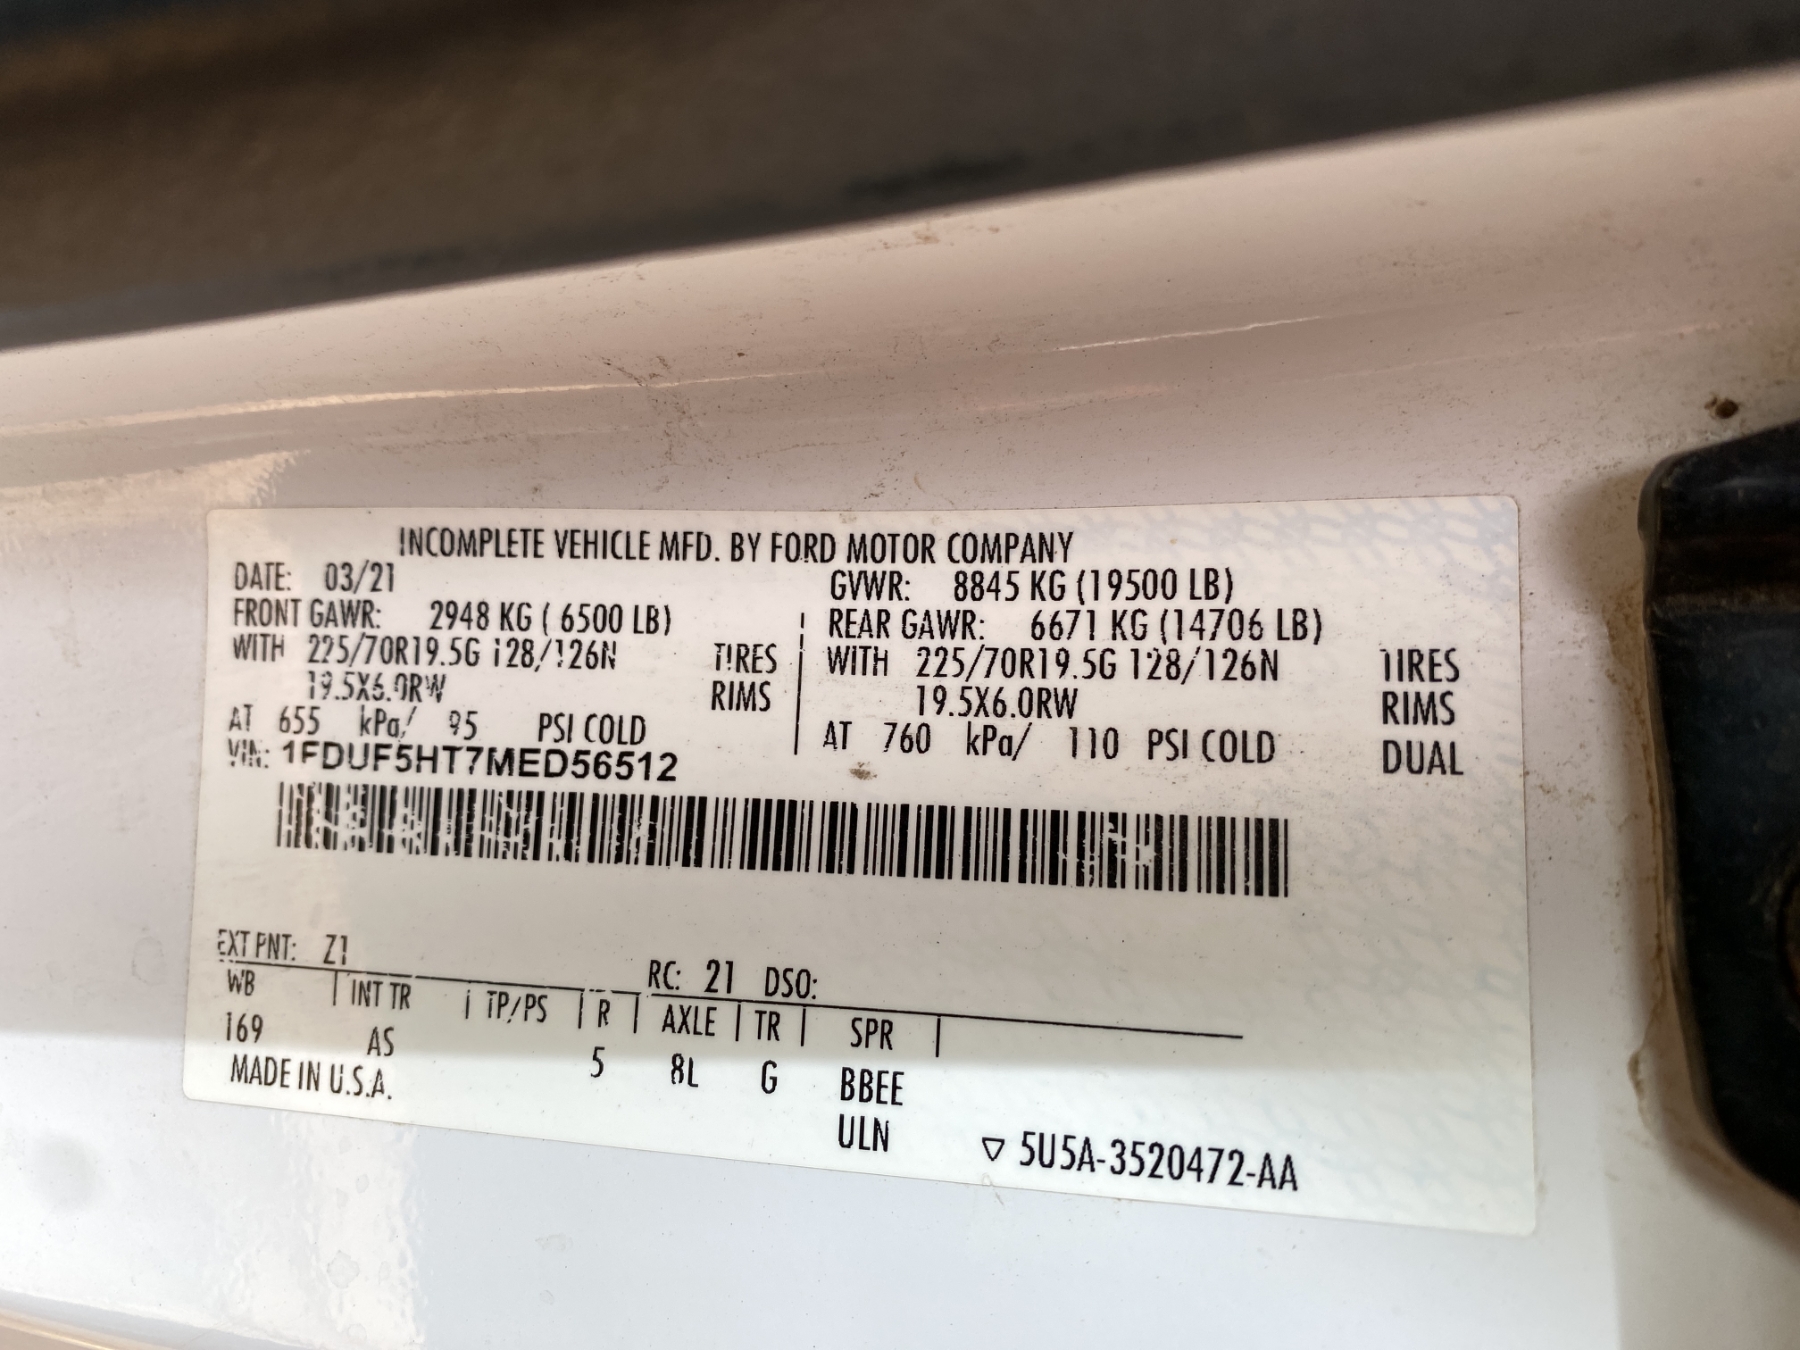 INCOMPLETE VEHICLE MFD. BY FORD MOTOR COMPANY
DATE: 03/21 GVWR: 8845 KG (19500 LB)
FRONT GAWR: 2948 KG ( 6500 LB) REAR GAWR: 6671 KG (14706 LB)
WITH 225/70R19.5G 128/126N TIRES WITH 225/70R19.5G 128/126N TIRES
19.5X6.0RW RIMS 19.5X6.0RW RIMS
AT 655 kPa/ 95 PSI COLD AT 760 kPa/ 110 PSI COLD DUAL
VIN: 1FDUF5HT7MED56512
EXT PNT: Z1 RC: 21 DSO:
WB | INT TR | TP/PS | R | AXLE | TR | SPR |
169 AS 5 8L G BBEE
MADE IN U.S.A. ULN ▽ 5U5A-3520472-AA